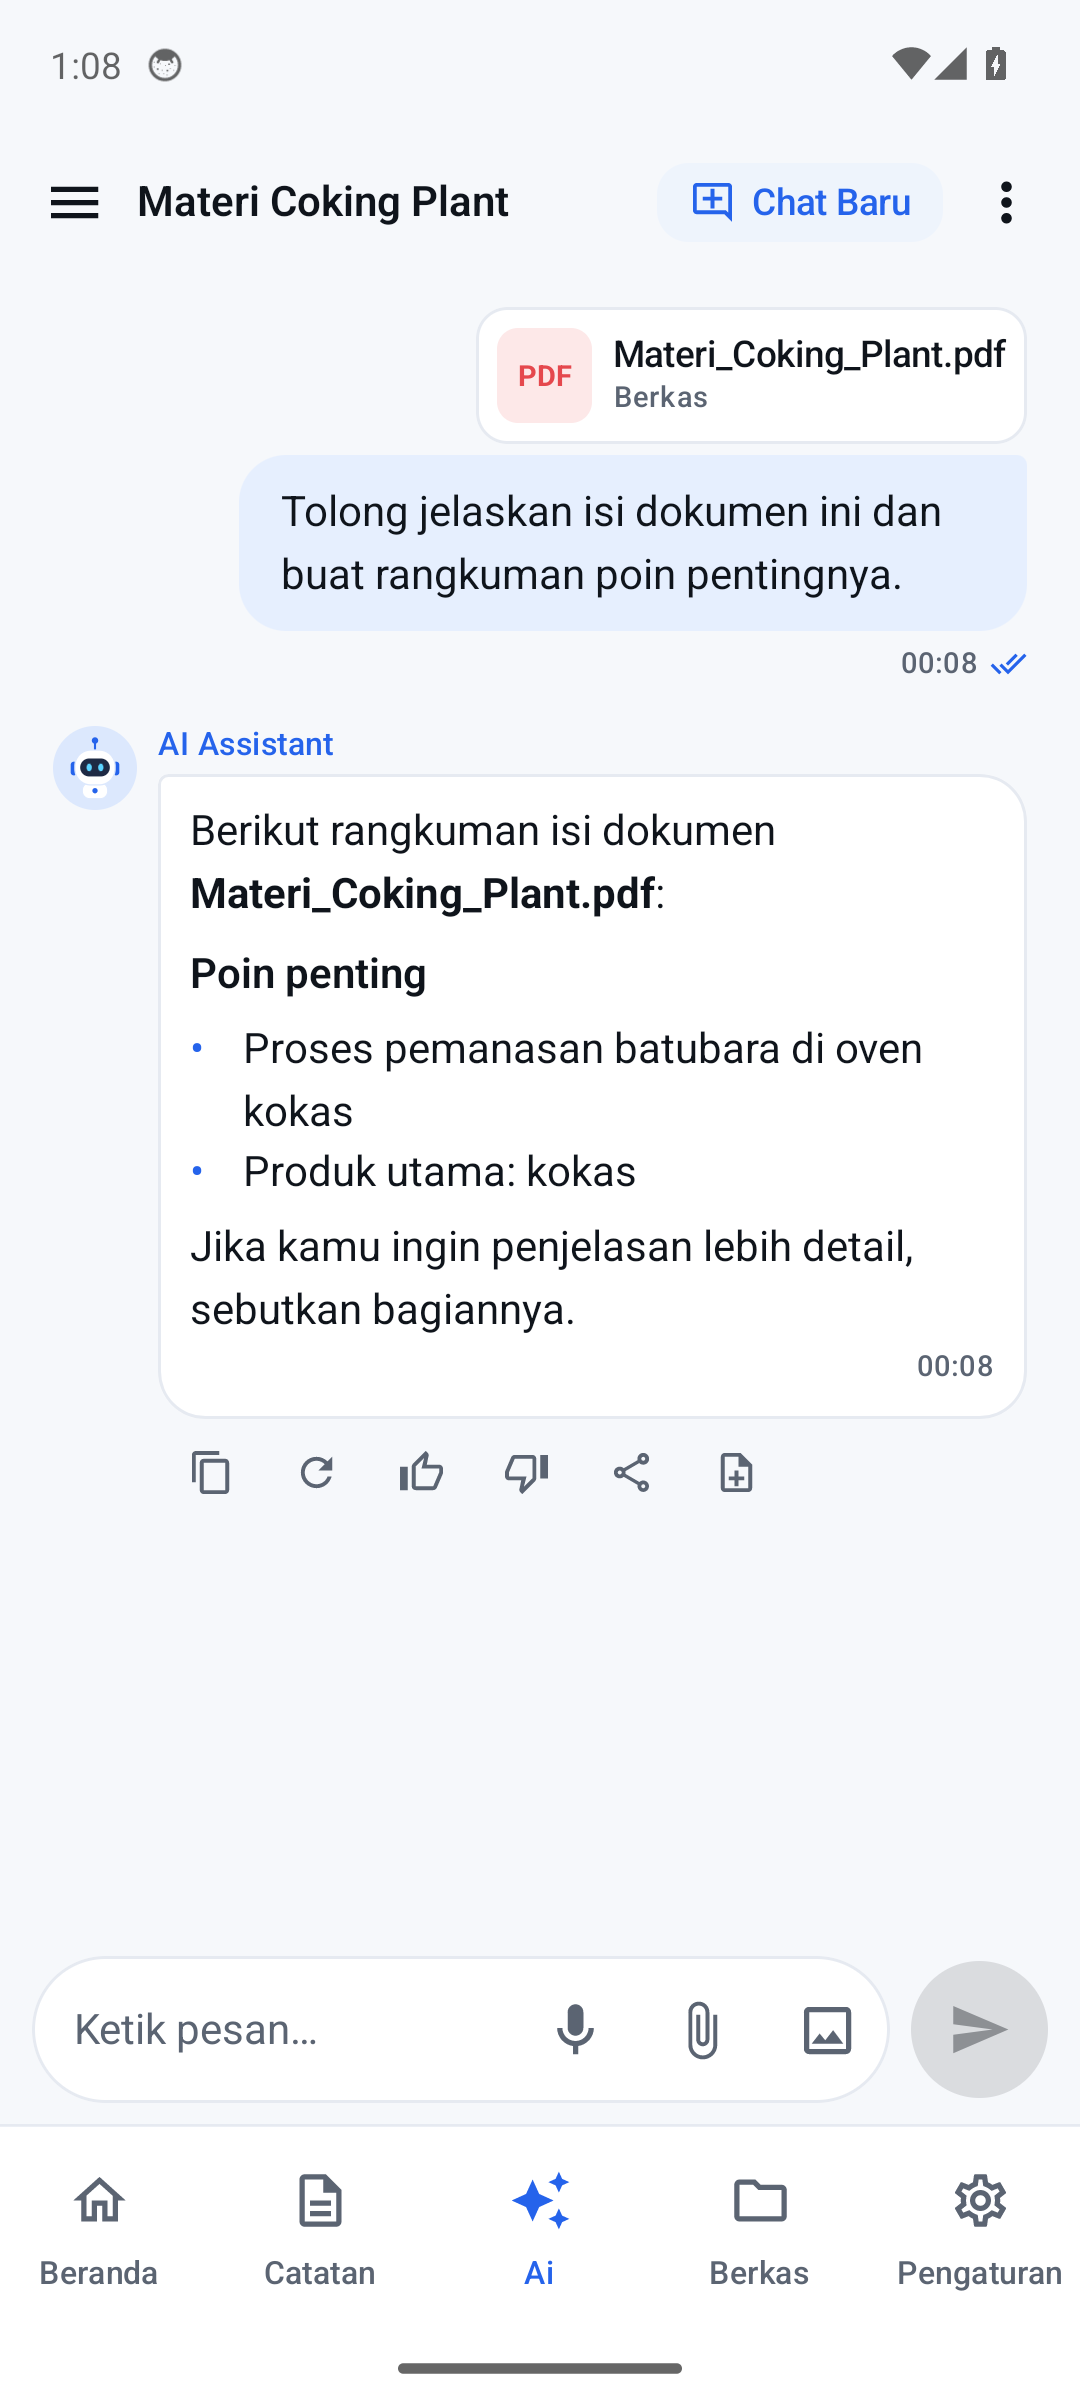 1:08
Materi Coking Plant
Chat Baru
PDF
Materi_Coking_Plant.pdf
Berkas
Tolong jelaskan isi dokumen ini dan
buat rangkuman poin pentingnya.
00:08
AI Assistant
Berikut rangkuman isi dokumen
Materi_Coking_Plant.pdf:
Poin penting
• Proses pemanasan batubara di oven
kokas
• Produk utama: kokas
Jika kamu ingin penjelasan lebih detail,
sebutkan bagiannya.
00:08
Ketik pesan...
Beranda
Catatan
Ai
Berkas
Pengaturan